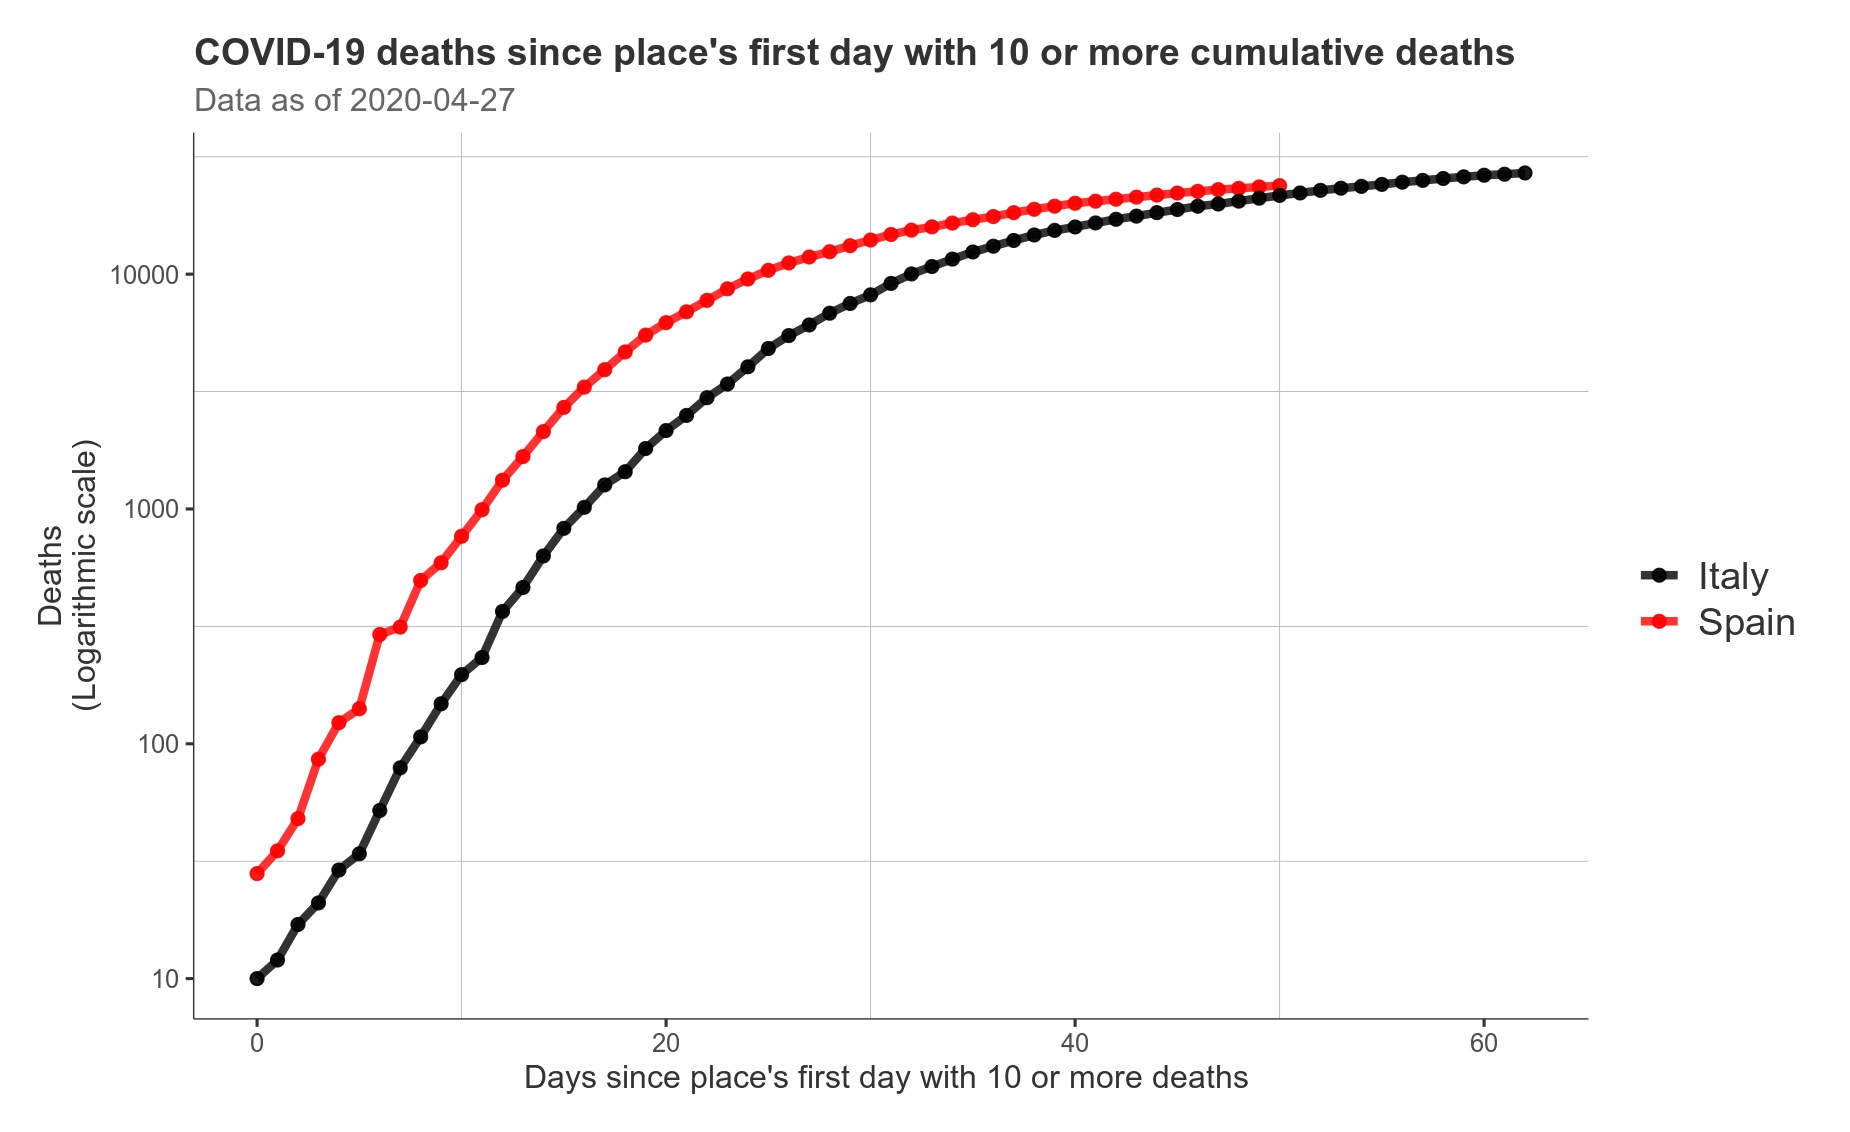 COVID-19 deaths since place's first day with 10 or more cumulative deaths
Data as of 2020-04-27
Deaths
(Logarithmic scale)
10000
1000
100
10
0
20
40
60
Days since place's first day with 10 or more deaths
Italy
Spain